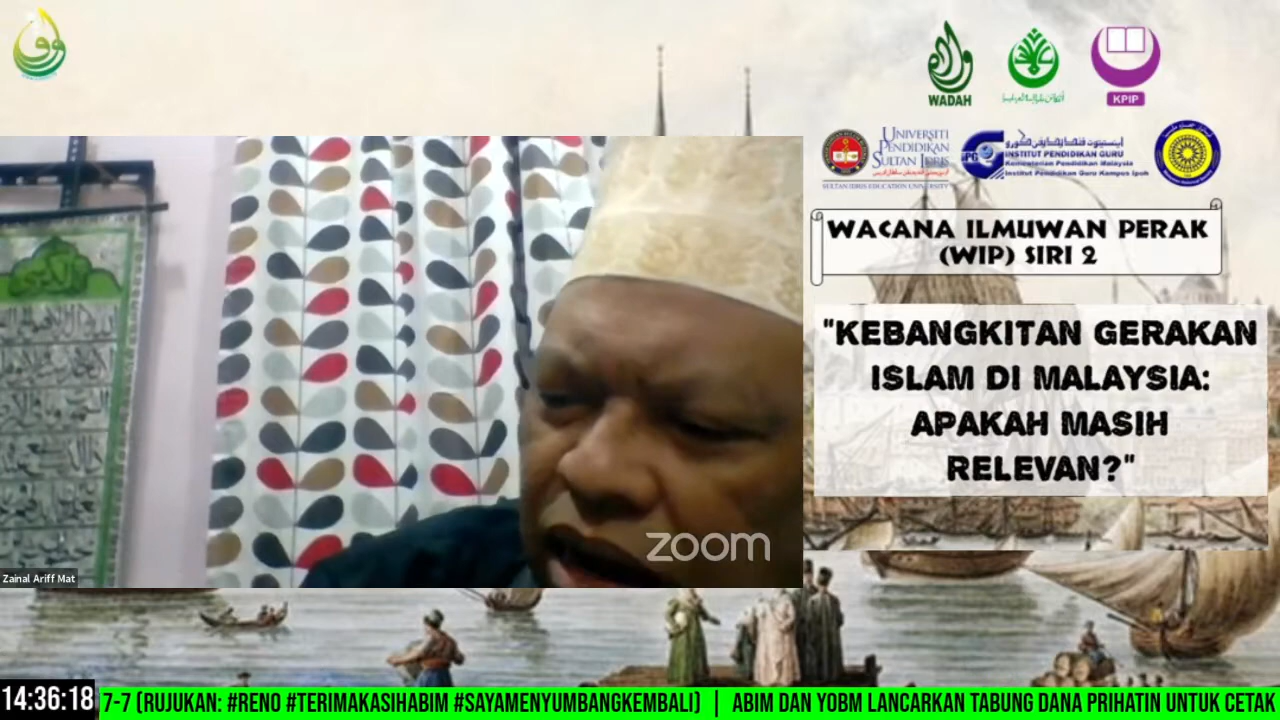 WADAH
KPIP
UNIVERSITI
PENDIDIKAN
SULTAN IDRIS
SULTAN IDRIS EDUCATION UNIVERSITY
IPG
INSTITUT PENDIDIKAN GURU
Kementerian Pendidikan Malaysia
Institut Pendidikan Guru Kampus Ipoh
WACANA ILMUWAN PERAK
(WIP) SIRI 2
"KEBANGKITAN GERAKAN
ISLAM DI MALAYSIA:
APAKAH MASIH
RELEVAN?"
zoom
Zainal Ariff Mat
14:36:18
7-7 (RUJUKAN: #RENO #TERIMAKASIHABIM #SAYAMENYUMBANGKEMBALI) | ABIM DAN YOBM LANCARKAN TABUNG DANA PRIHATIN UNTUK CETAK